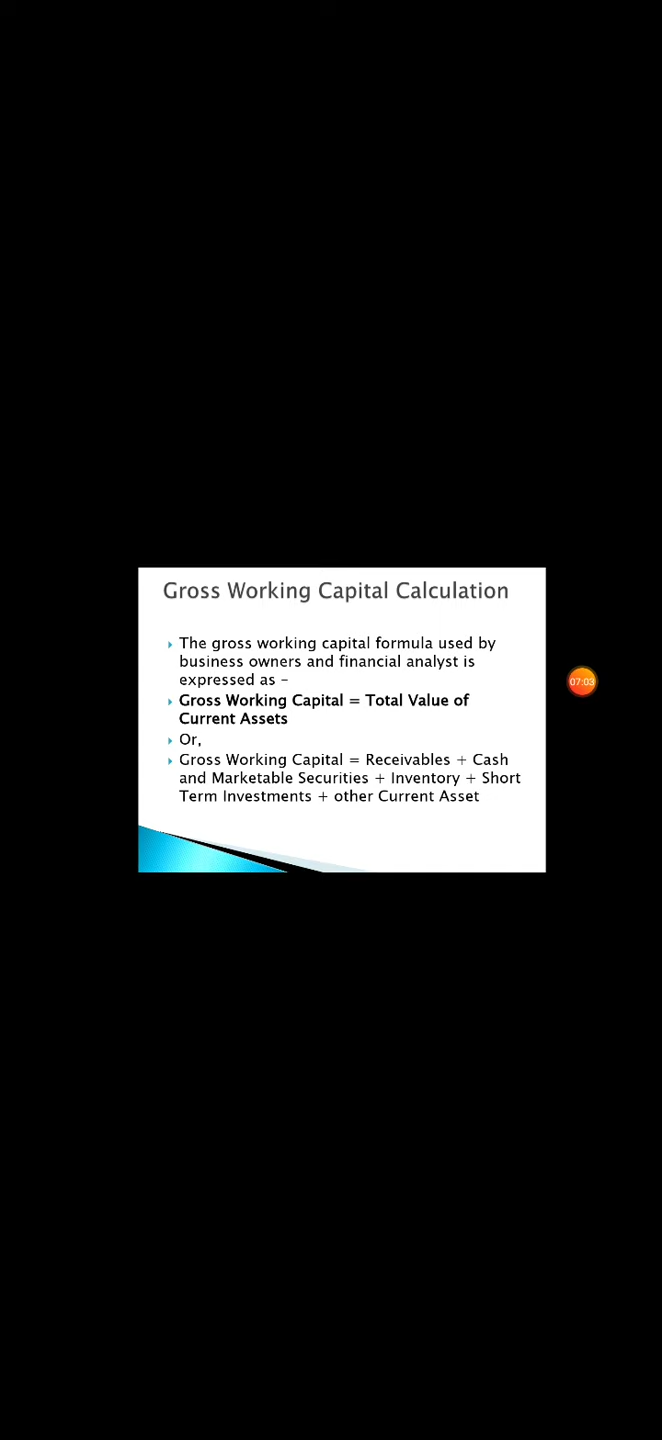 Gross Working Capital Calculation
The gross working capital formula used by
business owners and financial analyst is
expressed as –
Gross Working Capital = Total Value of
Current Assets
Or,
Gross Working Capital = Receivables + Cash
and Marketable Securities + Inventory + Short
Term Investments + other Current Asset
07:03